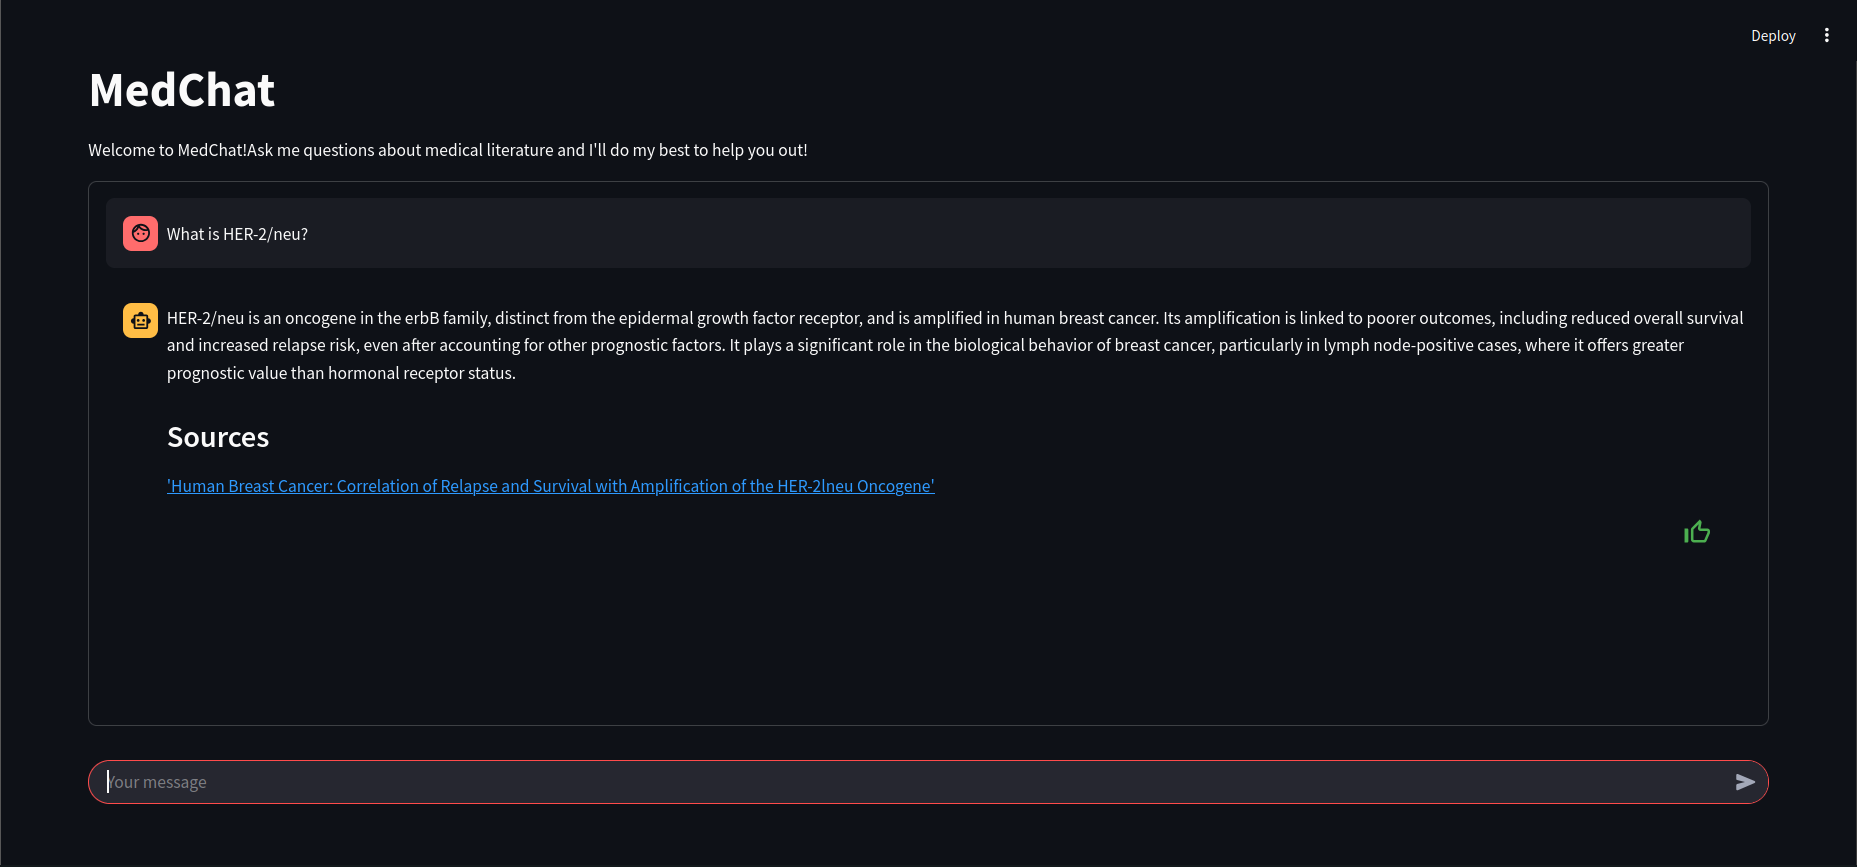 Deploy
MedChat
Welcome to MedChat!Ask me questions about medical literature and I'll do my best to help you out!
What is HER-2/neu?
HER-2/neu is an oncogene in the erbB family, distinct from the epidermal growth factor receptor, and is amplified in human breast cancer. Its amplification is linked to poorer outcomes, including reduced overall survival
and increased relapse risk, even after accounting for other prognostic factors. It plays a significant role in the biological behavior of breast cancer, particularly in lymph node-positive cases, where it offers greater
prognostic value than hormonal receptor status.
Sources
'Human Breast Cancer: Correlation of Relapse and Survival with Amplification of the HER-2lneu Oncogene'
Your message